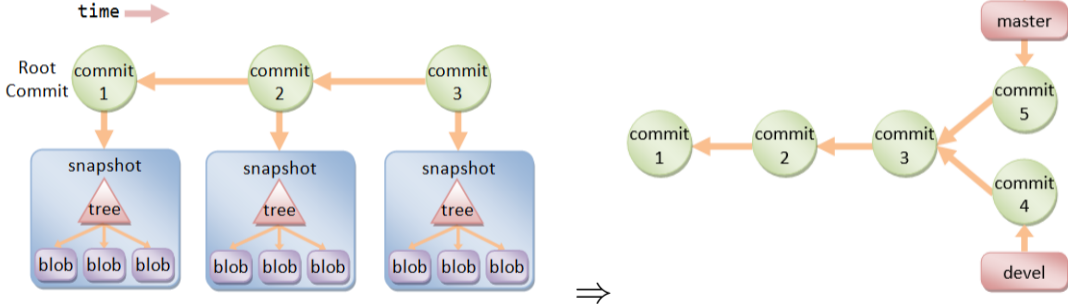 time
Root
Commit
commit
1
commit
2
commit
3
snapshot
tree
blob blob blob
snapshot
tree
blob blob blob
snapshot
tree
blob blob blob
⇒
master
commit
5
commit
1
commit
2
commit
3
commit
4
devel